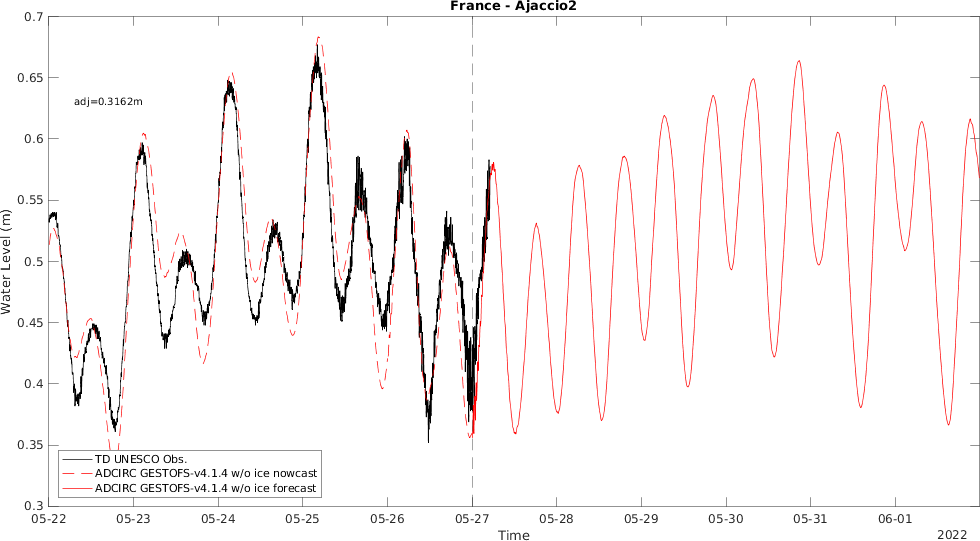 France - Ajaccio2
0.7
0.65
0.6
0.55
0.5
0.45
0.4
0.35
0.3
Water Level (m)
adj=0.3162m
TD UNESCO Obs.
ADCIRC GESTOFS-v4.1.4 w/o ice nowcast
ADCIRC GESTOFS-v4.1.4 w/o ice forecast
05-22 05-23 05-24 05-25 05-26 05-27 05-28 05-29 05-30 05-31 06-01
Time
2022